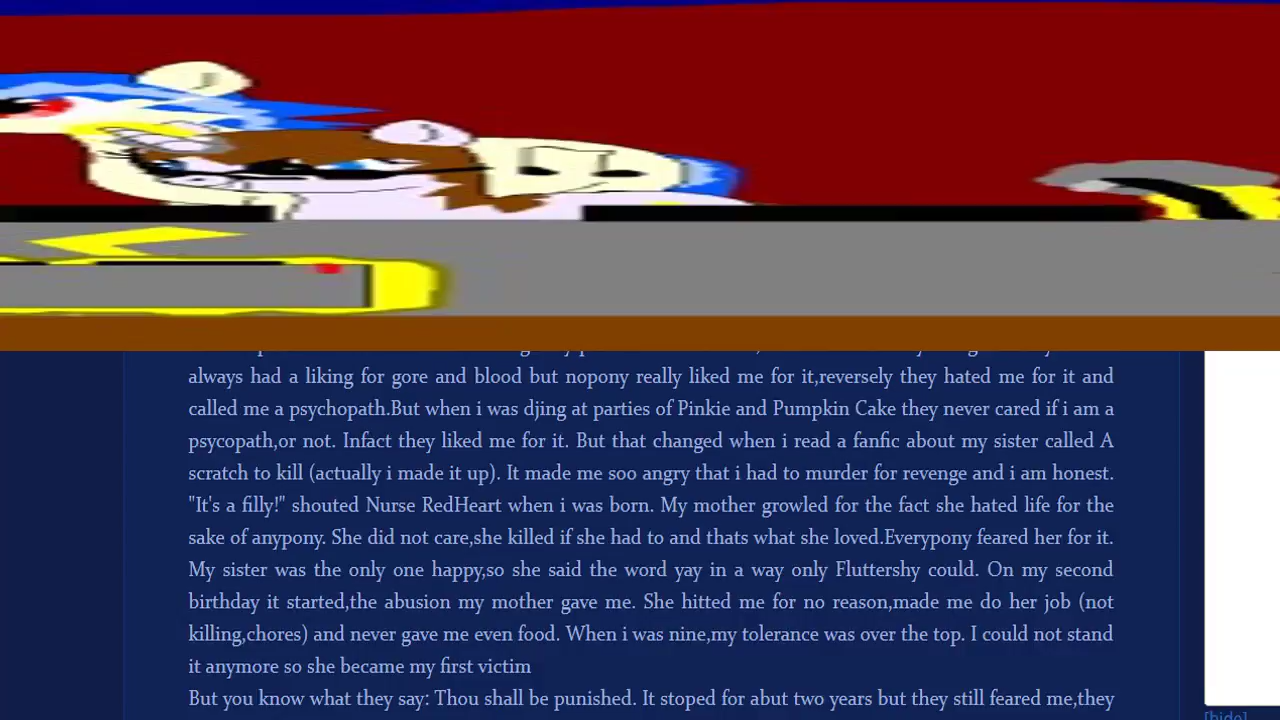 always had a liking for gore and blood but nopony really liked me for it,reversely they hated me for it and
called me a psychopath.But when i was djing at parties of Pinkie and Pumpkin Cake they never cared if i am a
psycopath,or not. Infact they liked me for it. But that changed when i read a fanfic about my sister called A
scratch to kill (actually i made it up). It made me soo angry that i had to murder for revenge and i am honest.
"It's a filly!" shouted Nurse RedHeart when i was born. My mother growled for the fact she hated life for the
sake of anypony. She did not care,she killed if she had to and thats what she loved.Everypony feared her for it.
My sister was the only one happy,so she said the word yay in a way only Fluttershy could. On my second
birthday it started,the abusion my mother gave me. She hitted me for no reason,made me do her job (not
killing,chores) and never gave me even food. When i was nine,my tolerance was over the top. I could not stand
it anymore so she became my first victim
But you know what they say: Thou shall be punished. It stoped for abut two years but they still feared me,they
[hide]